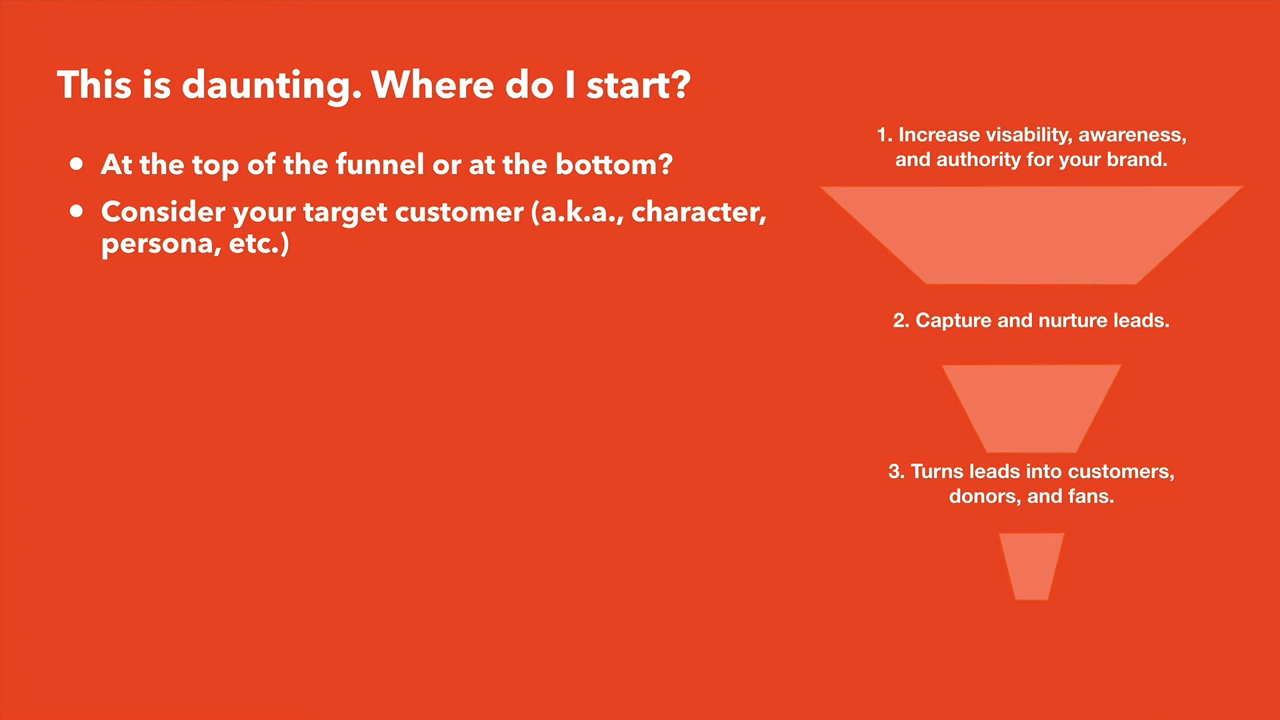 This is daunting. Where do I start?
• At the top of the funnel or at the bottom?
• Consider your target customer (a.k.a., character,
persona, etc.)
1. Increase visability, awareness,
and authority for your brand.
2. Capture and nurture leads.
3. Turns leads into customers,
donors, and fans.